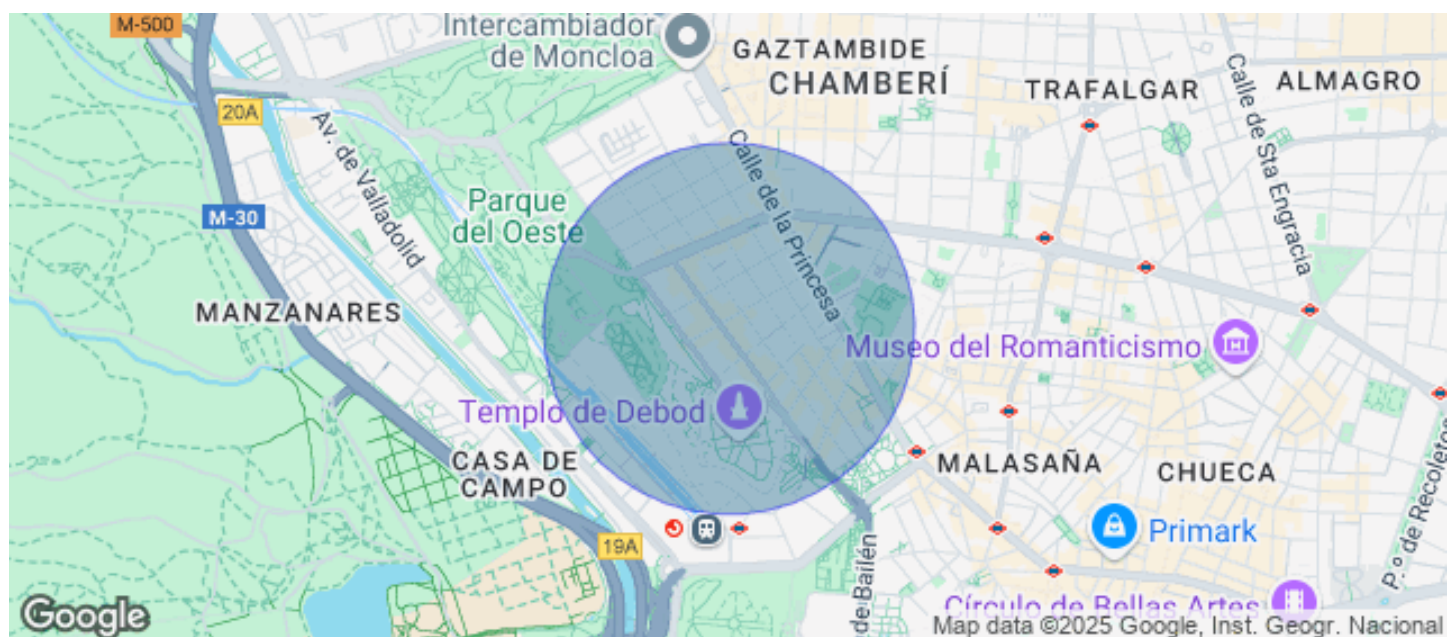 M-500
Intercambiador
de Moncloa
GAZTAMBIDE
CHAMBERÍ
TRAFALGAR
ALMAGRO
Calle de Sta Engracia
20A
Av. de Valladolid
Calle de la Princesa
Parque
del Oeste
M-30
MANZANARES
Museo del Romanticismo
Templo de Debod
CASA DE
CAMPO
MALASAÑA
CHUECA
P.º de Recoletos
Primark
19A
de Bailén
Círculo de Bellas Artes
Google
Map data ©2025 Google, Inst. Geogr. Nacional